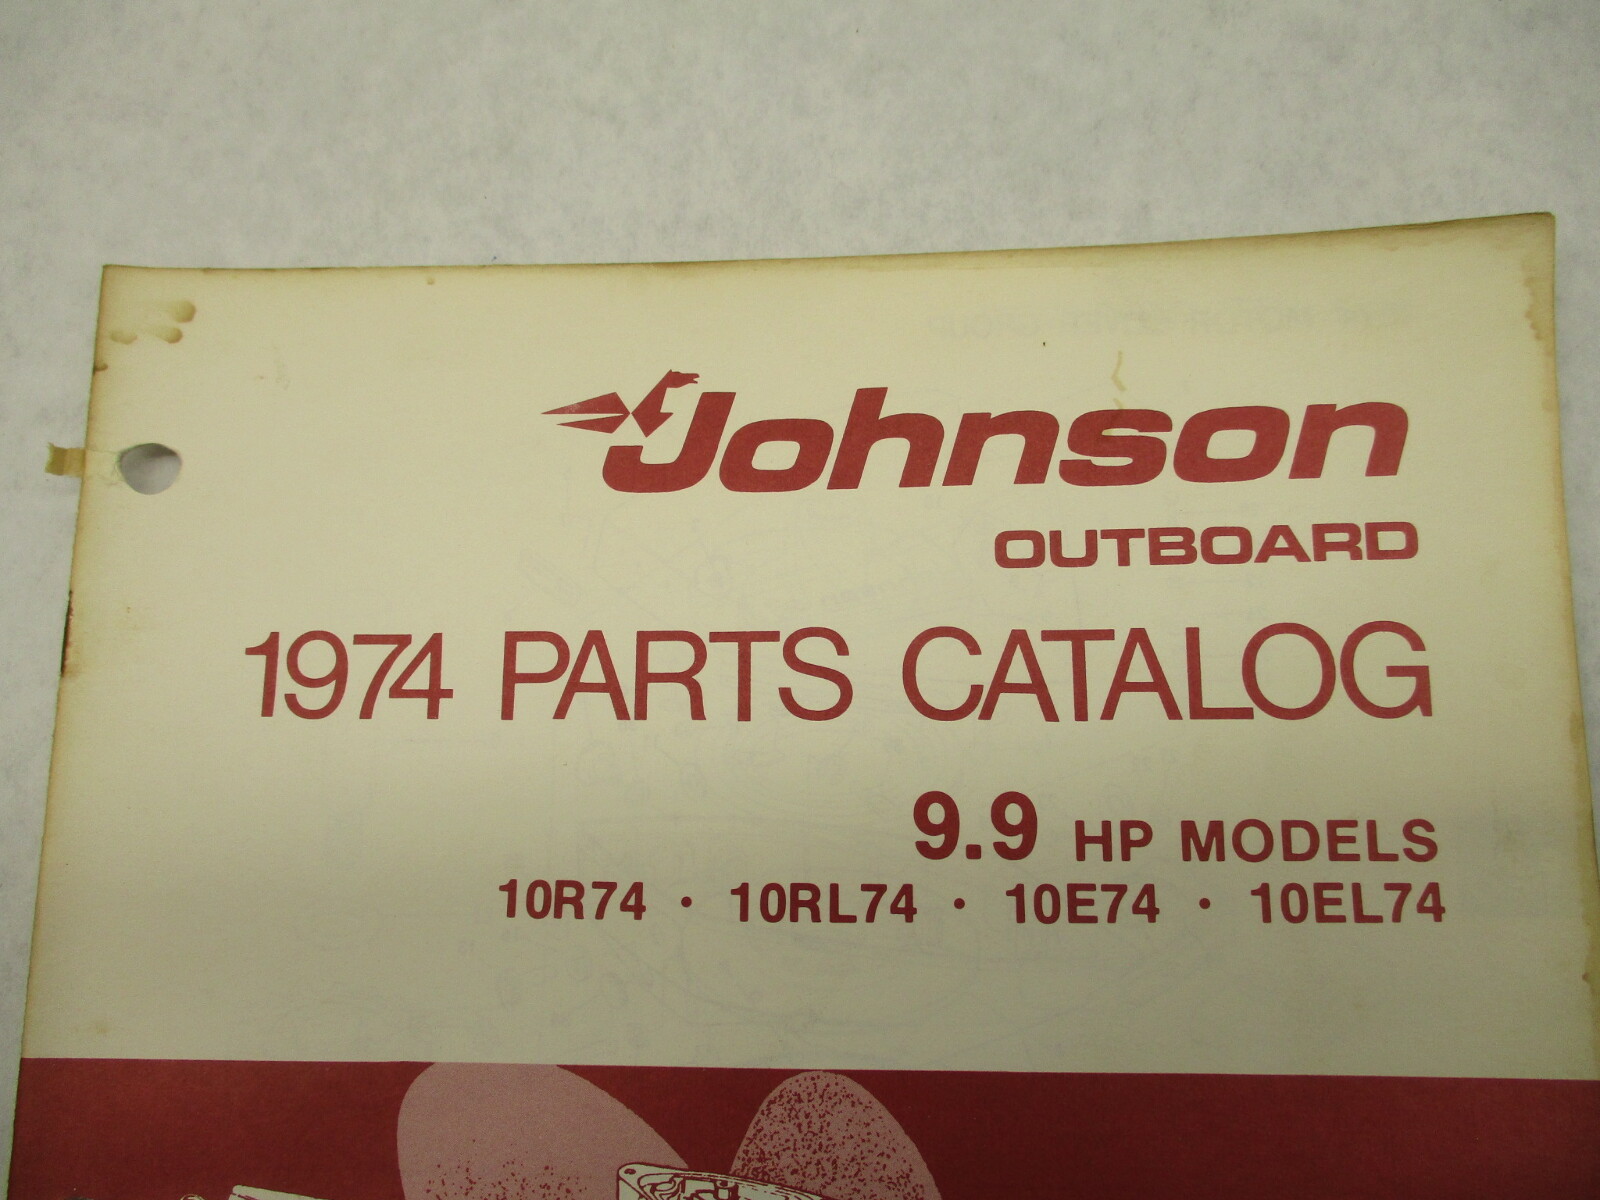 Johnson
OUTBOARD
1974 PARTS CATALOG
9.9 HP MODELS
10R74 · 10RL74 · 10E74 · 10EL74